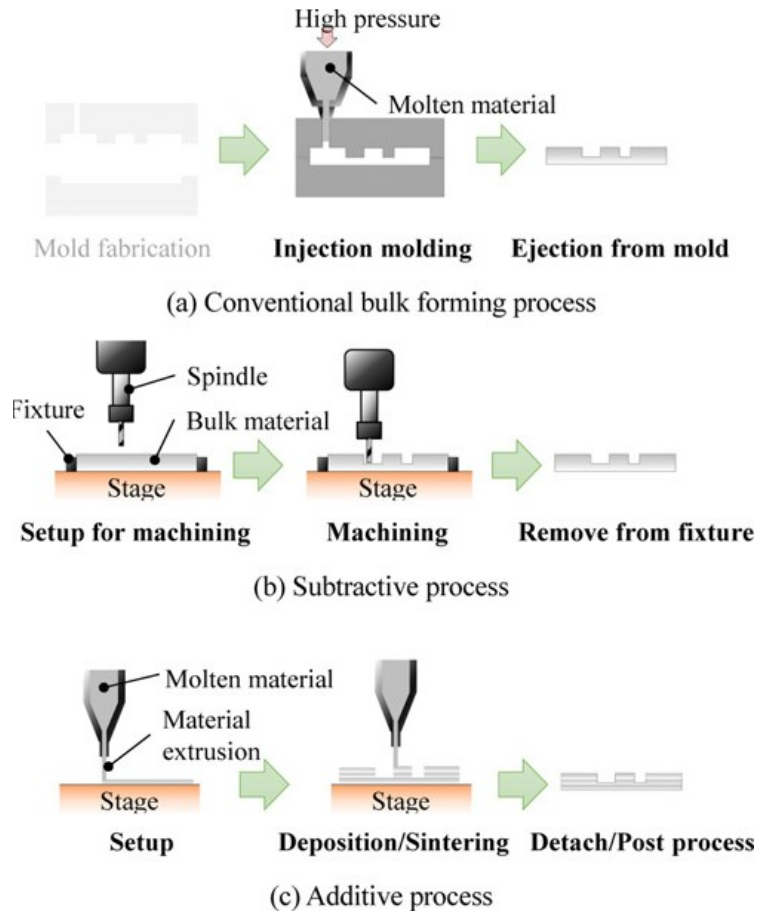 High pressure
Molten material
Mold fabrication
Injection molding
Ejection from mold
(a) Conventional bulk forming process
Spindle
Fixture
Bulk material
Stage
Stage
Setup for machining
Machining
Remove from fixture
(b) Subtractive process
Molten material
Material
extrusion
Stage
Stage
Setup
Deposition/Sintering
Detach/Post process
(c) Additive process